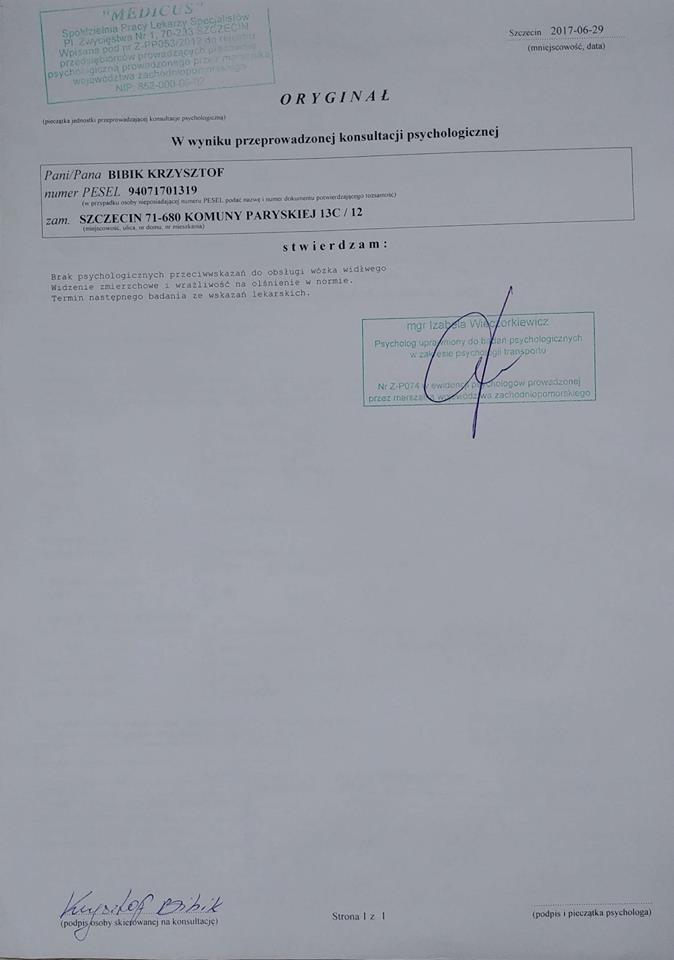 "MEDICUS"
Spółdzielnia Pracy Lekarzy Specjalistów
Pl. Zwycięstwa Nr 1, 70-233 SZCZECIN
Wpisana pod nr Z-PP053/2012 do rejestru
przedsiębiorców prowadzących pracownię
psychologiczną prowadzonego przez marszałka
województwa zachodniopomorskiego
NIP: 852-000-
Szczecin 2017-06-29
(mniejscowość, data)
ORYGINAŁ
(pieczątka jednostki przeprowadzającej konsultacje psychologiczną)
W wyniku przeprowadzonej konsultacji psychologicznej
Pani/Pana BIBIK KRZYSZTOF
numer PESEL 94071701319
(w przypadku osoby nieposiadającej numeru PESEL podać nazwę i numer dokumentu potwierdzającego tożsamość)
zam. SZCZECIN 71-680 KOMUNY PARYSKIEJ 13C / 12
(miejscowość, ulica, nr domu, nr mieszkania)
stwierdzam:
Brak psychologicznych przeciwwskazań do obsługi wózka widłwego
Widzenie zmierzchowe i wrażliwość na olśnienie w normie.
Termin następnego badania ze wskazań lekarskich.
mgr Izabela Wieczorkiewicz
Psycholog uprawniony do badań psychologicznych
w zakresie psychologii transportu
Nr Z-P074 w ewidencji psychologów prowadzonej
przez marszałka województwa zachodniopomorskiego
Krzysztof Bibik
(podpis osoby skierowanej na konsultację)
Strona 1 z 1
(podpis i pieczątka psychologa)